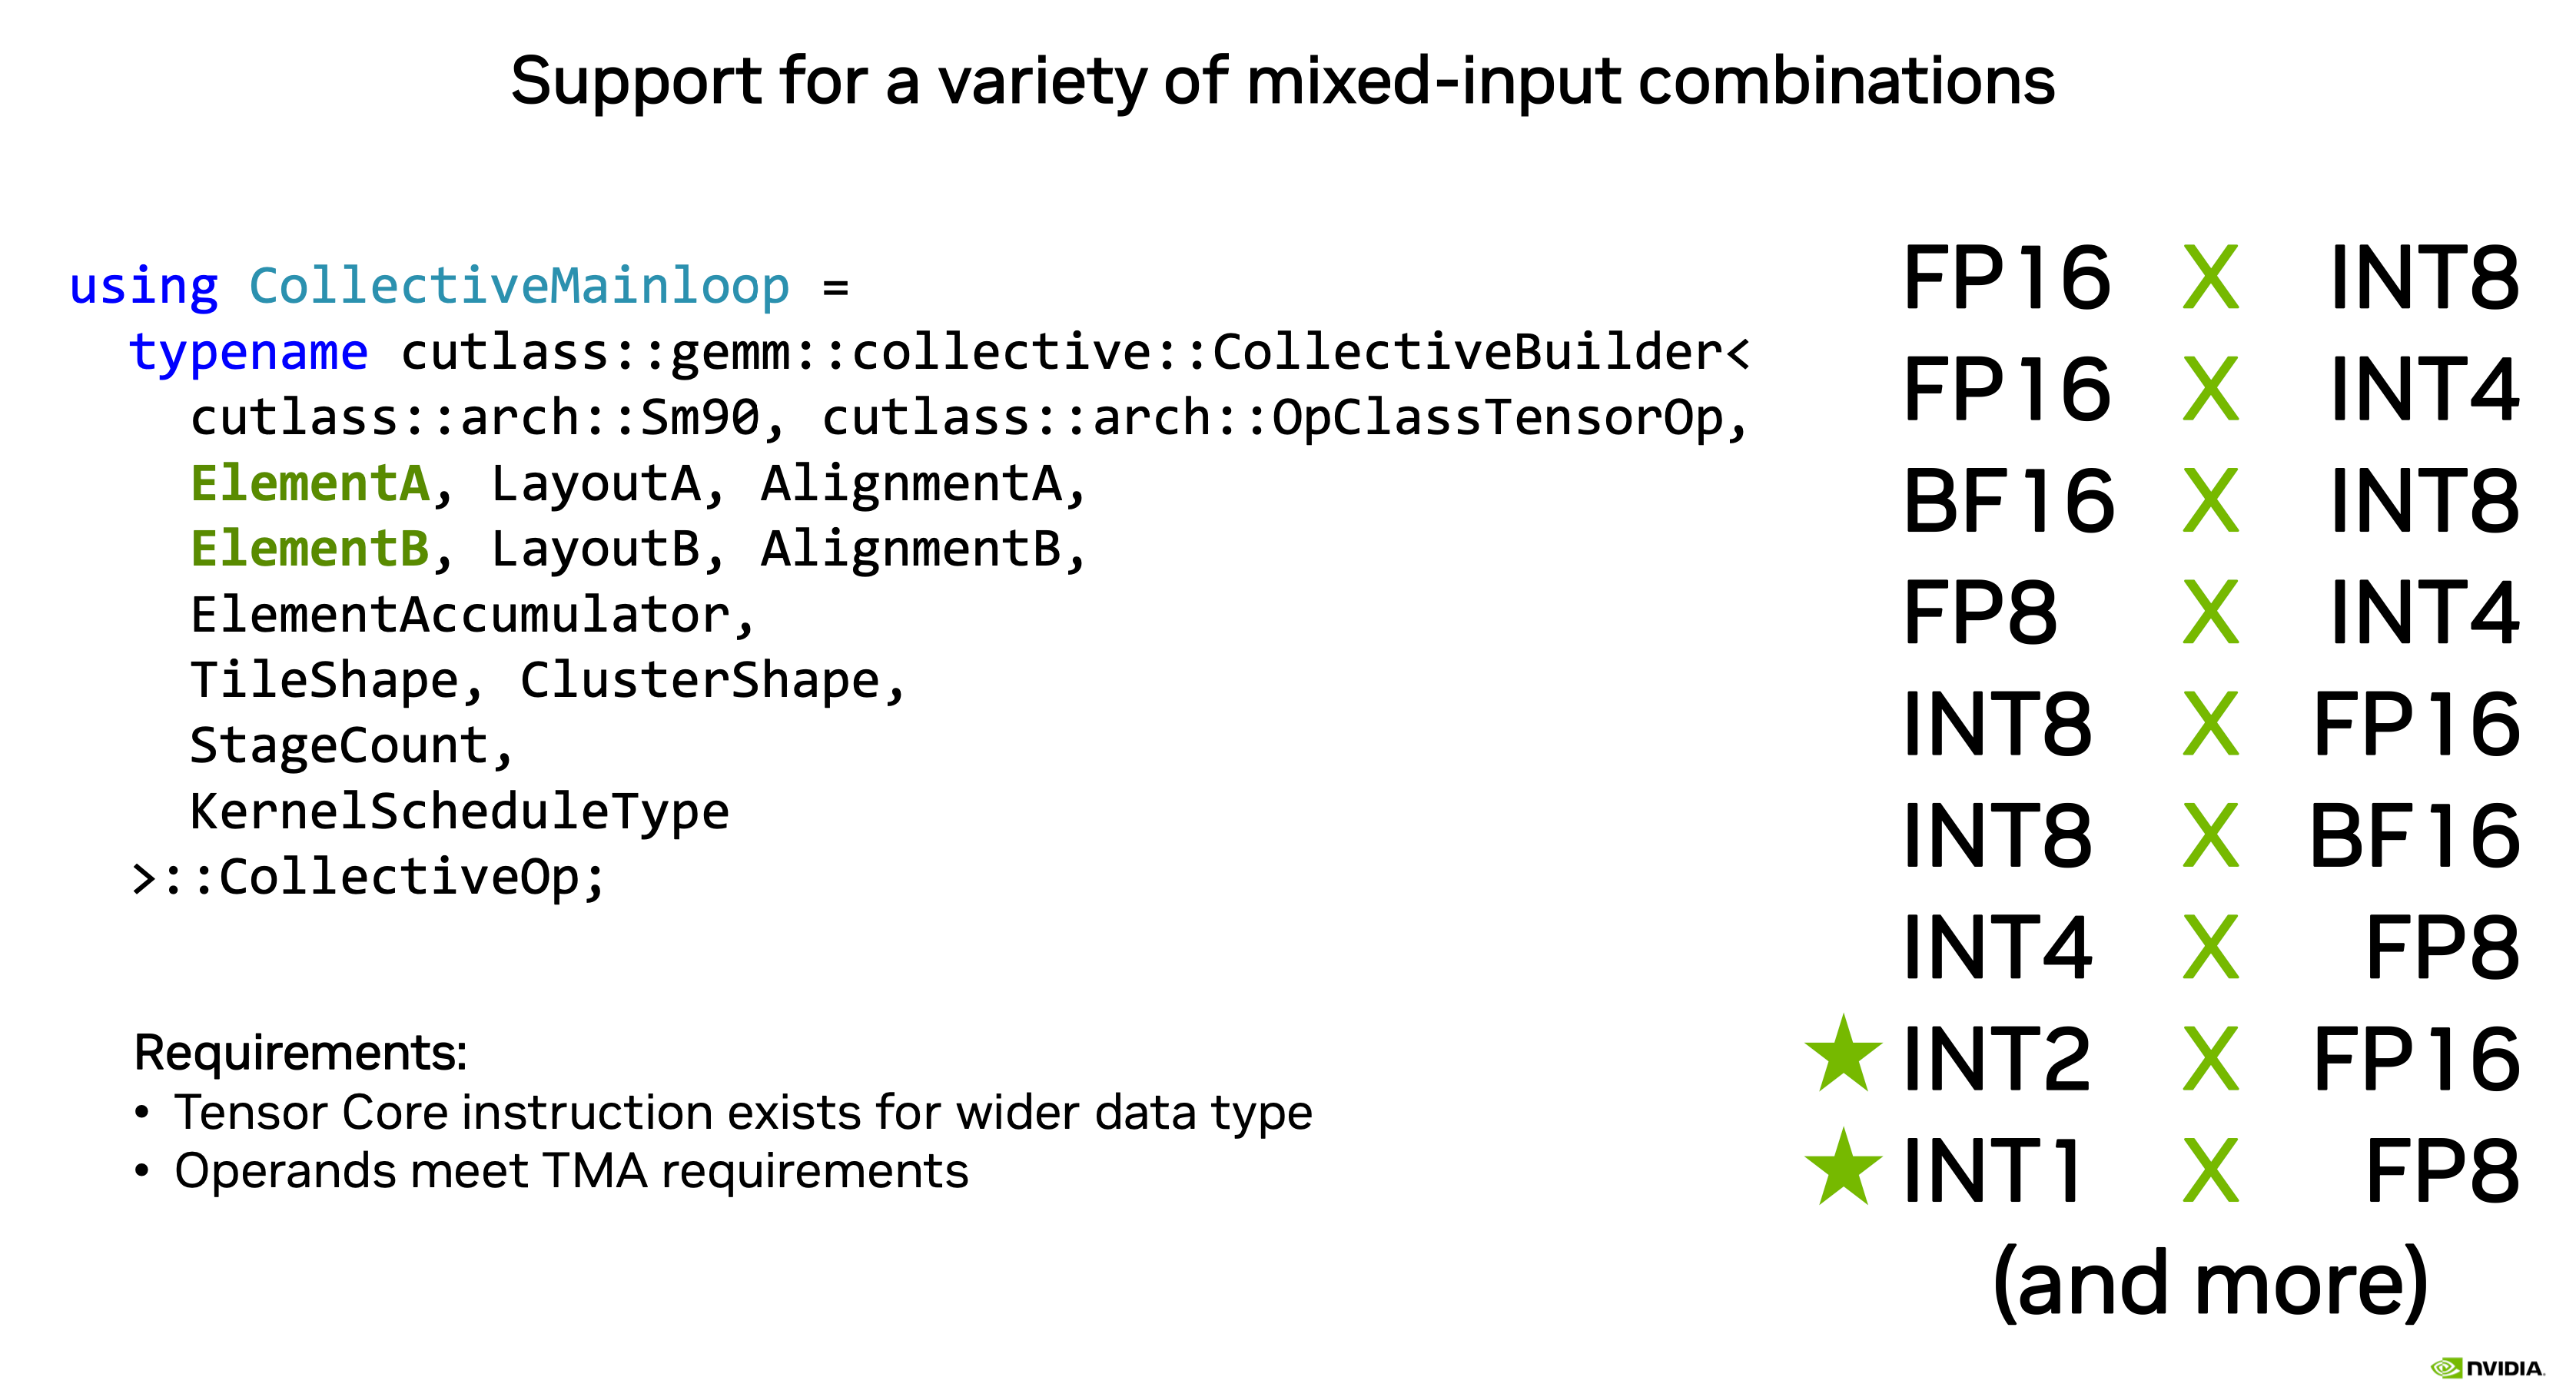 Support for a variety of mixed-input combinations
using CollectiveMainloop =
typename cutlass::gemm::collective::CollectiveBuilder<
cutlass::arch::Sm90, cutlass::arch::OpClassTensorOp,
ElementA, LayoutA, AlignmentA,
ElementB, LayoutB, AlignmentB,
ElementAccumulator,
TileShape, ClusterShape,
StageCount,
KernelScheduleType
>::CollectiveOp;
Requirements:
• Tensor Core instruction exists for wider data type
• Operands meet TMA requirements
FP16 X INT8
FP16 X INT4
BF16 X INT8
FP8 X INT4
INT8 X FP16
INT8 X BF16
INT4 X FP8
★ INT2 X FP16
★ INT1 X FP8
(and more)
NVIDIA.